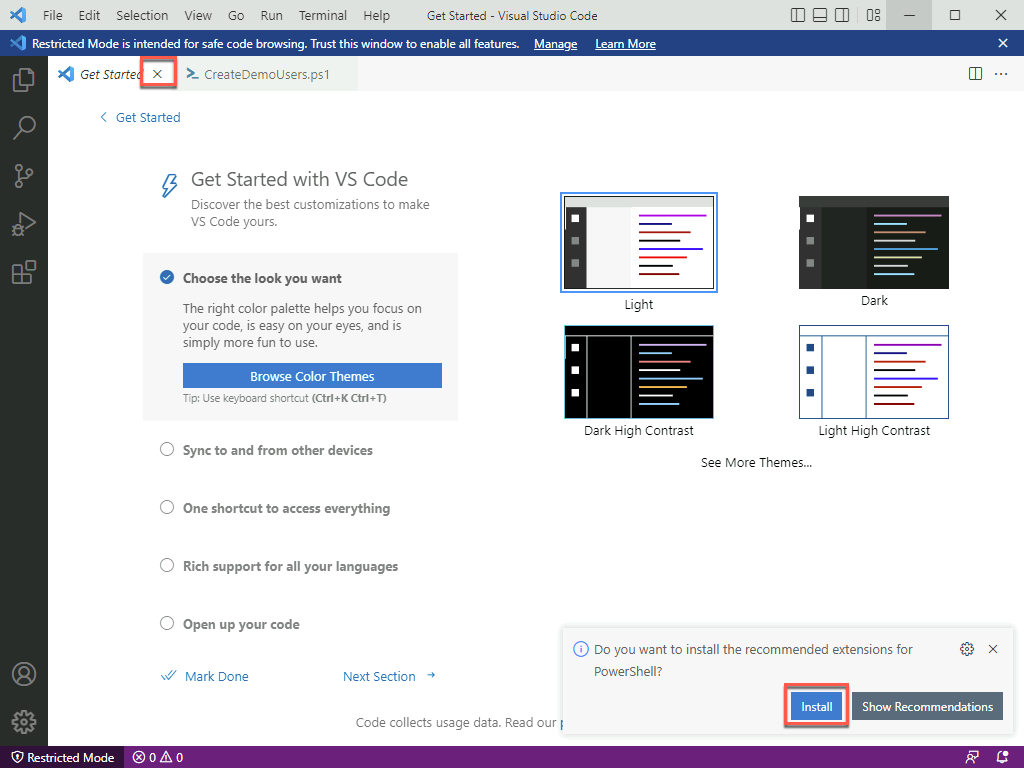 File Edit Selection View Go Run Terminal Help Get Started - Visual Studio Code
Restricted Mode is intended for safe code browsing. Trust this window to enable all features. Manage Learn More
Get Started CreateDemoUsers.ps1
Get Started
Get Started with VS Code
Discover the best customizations to make
VS Code yours.
Choose the look you want
The right color palette helps you focus on
your code, is easy on your eyes, and is
simply more fun to use.
Browse Color Themes
Tip: Use keyboard shortcut (Ctrl+K Ctrl+T)
Light
Dark
Dark High Contrast
Light High Contrast
See More Themes...
Sync to and from other devices
One shortcut to access everything
Rich support for all your languages
Open up your code
Mark Done
Next Section
Code collects usage data. Read our
Do you want to install the recommended extensions for
PowerShell?
Install
Show Recommendations
Restricted Mode 0 0